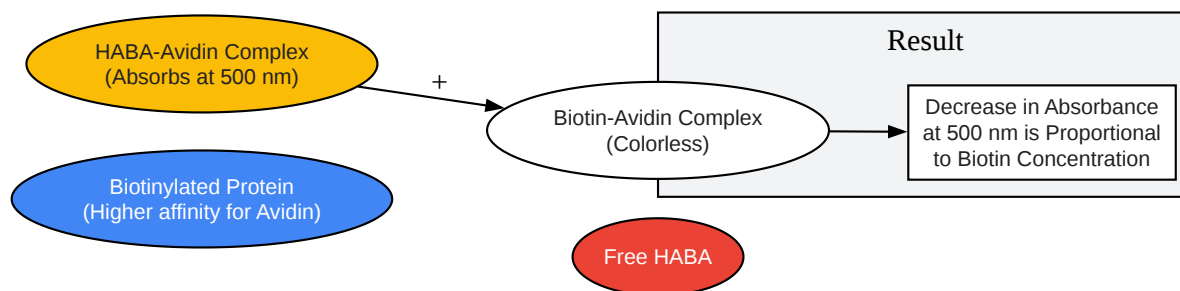 HABA-Avidin Complex
(Absorbs at 500 nm)
+
Biotinylated Protein
(Higher affinity for Avidin)
Biotin-Avidin Complex
(Colorless)
Free HABA
Result
Decrease in Absorbance
at 500 nm is Proportional
to Biotin Concentration